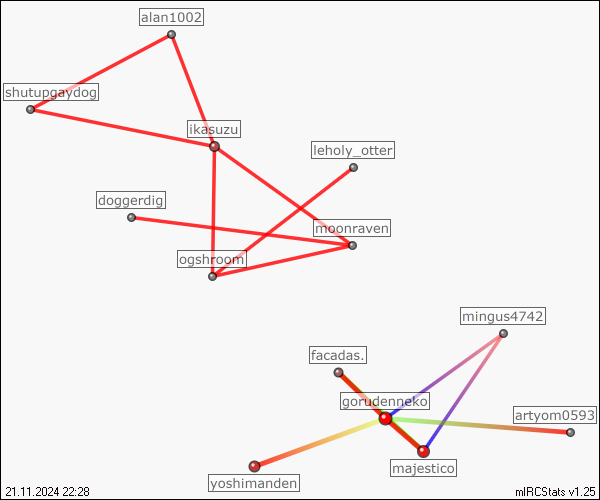 alan1002
shutupgaydog
ikasuzu
leholy_otter
doggerdig
moonraven
ogshroom
mingus4742
facadas.
gorudenneko
artyom0593
majestico
yoshimanden
21.11.2024 22:28
mIRCStats v1.25